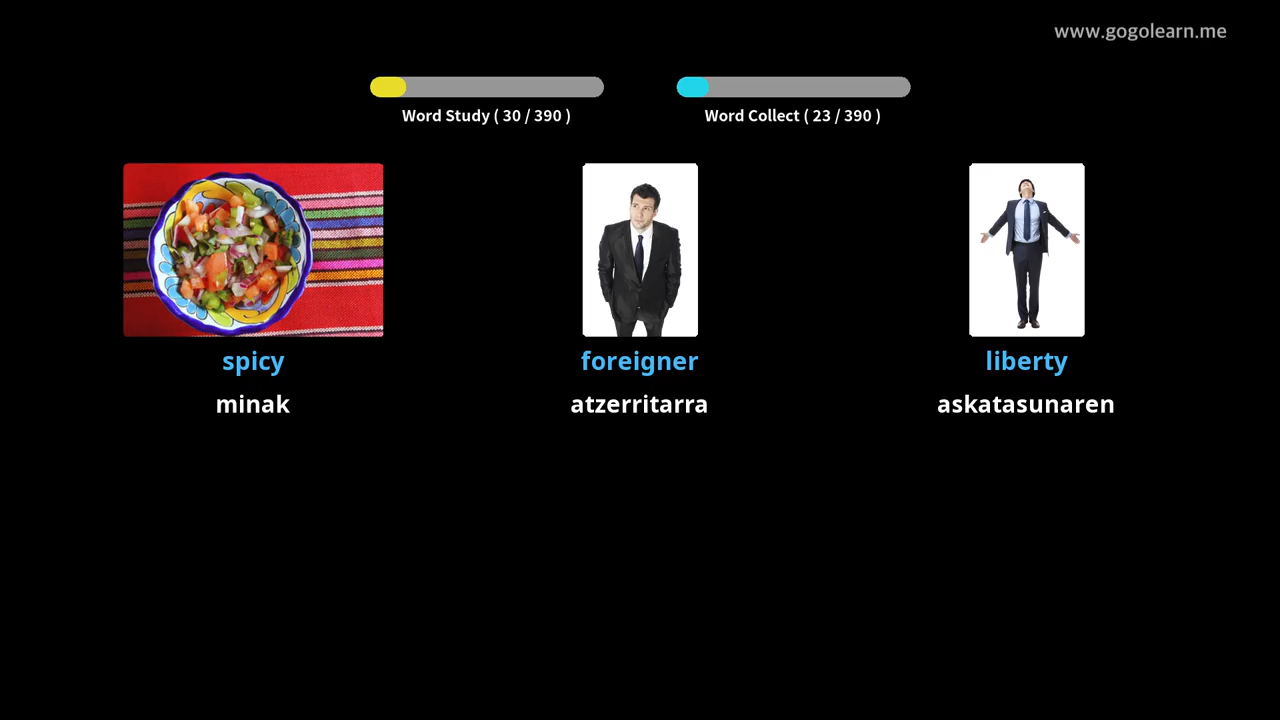 www.gogolearn.me
Word Study ( 30 / 390 )
Word Collect ( 23 / 390 )
spicy
foreigner
liberty
minak
atzerritarra
askatasunaren